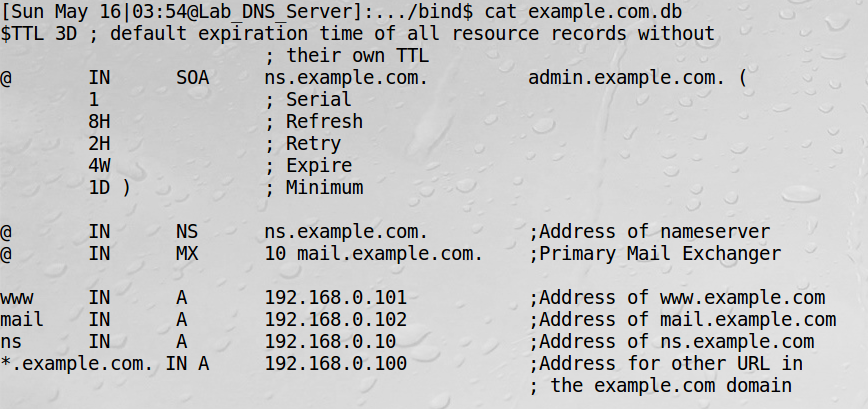 [Sun May 16|03:54@Lab_DNS_Server]:.../bind$ cat example.com.db
$TTL 3D ; default expiration time of all resource records without
; their own TTL
@ IN SOA ns.example.com. admin.example.com. (
1 ; Serial
8H ; Refresh
2H ; Retry
4W ; Expire
1D ) ; Minimum
@ IN NS ns.example.com. ;Address of nameserver
@ IN MX 10 mail.example.com. ;Primary Mail Exchanger
www IN A 192.168.0.101 ;Address of www.example.com
mail IN A 192.168.0.102 ;Address of mail.example.com
ns IN A 192.168.0.10 ;Address of ns.example.com
*.example.com. IN A 192.168.0.100 ;Address for other URL in
; the example.com domain